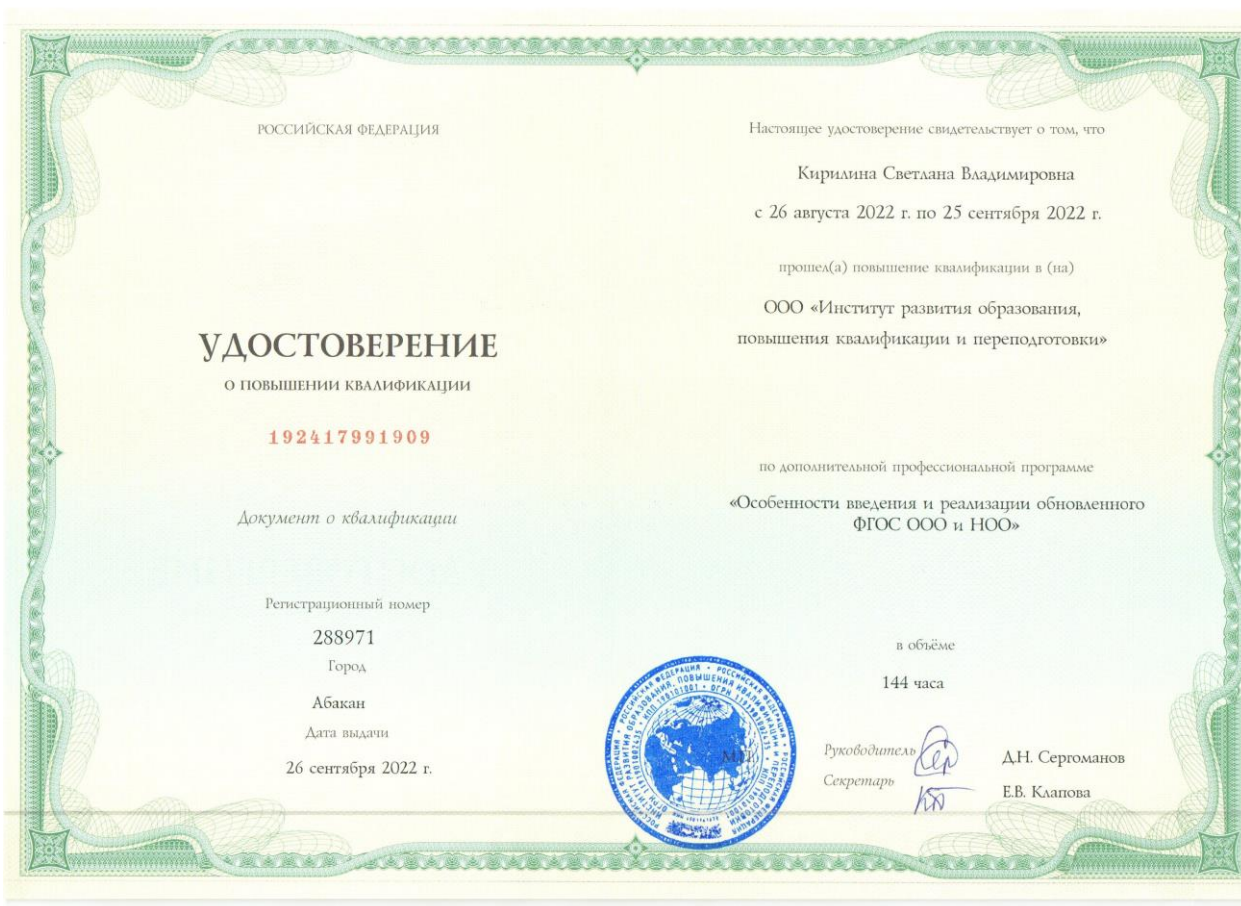 РОССИЙСКАЯ ФЕДЕРАЦИЯ
УДОСТОВЕРЕНИЕ
О ПОВЫШЕНИИ КВАЛИФИКАЦИИ
192417991909
Документ о квалификации
Регистрационный номер
288971
Город
Абакан
Дата выдачи
26 сентября 2022 г.
Настоящее удостоверение свидетельствует о том, что
Кирилина Светлана Владимировна
с 26 августа 2022 г. по 25 сентября 2022 г.
прошел(а) повышение квалификации в (на)
ООО «Институт развития образования,
повышения квалификации и переподготовки»
по дополнительной профессиональной программе
«Особенности введения и реализации обновленного
ФГОС ООО и НОО»
в объёме
144 часа
М.П.
Руководитель
Д.Н. Сергоманов
Секретарь
Е.В. Клапова